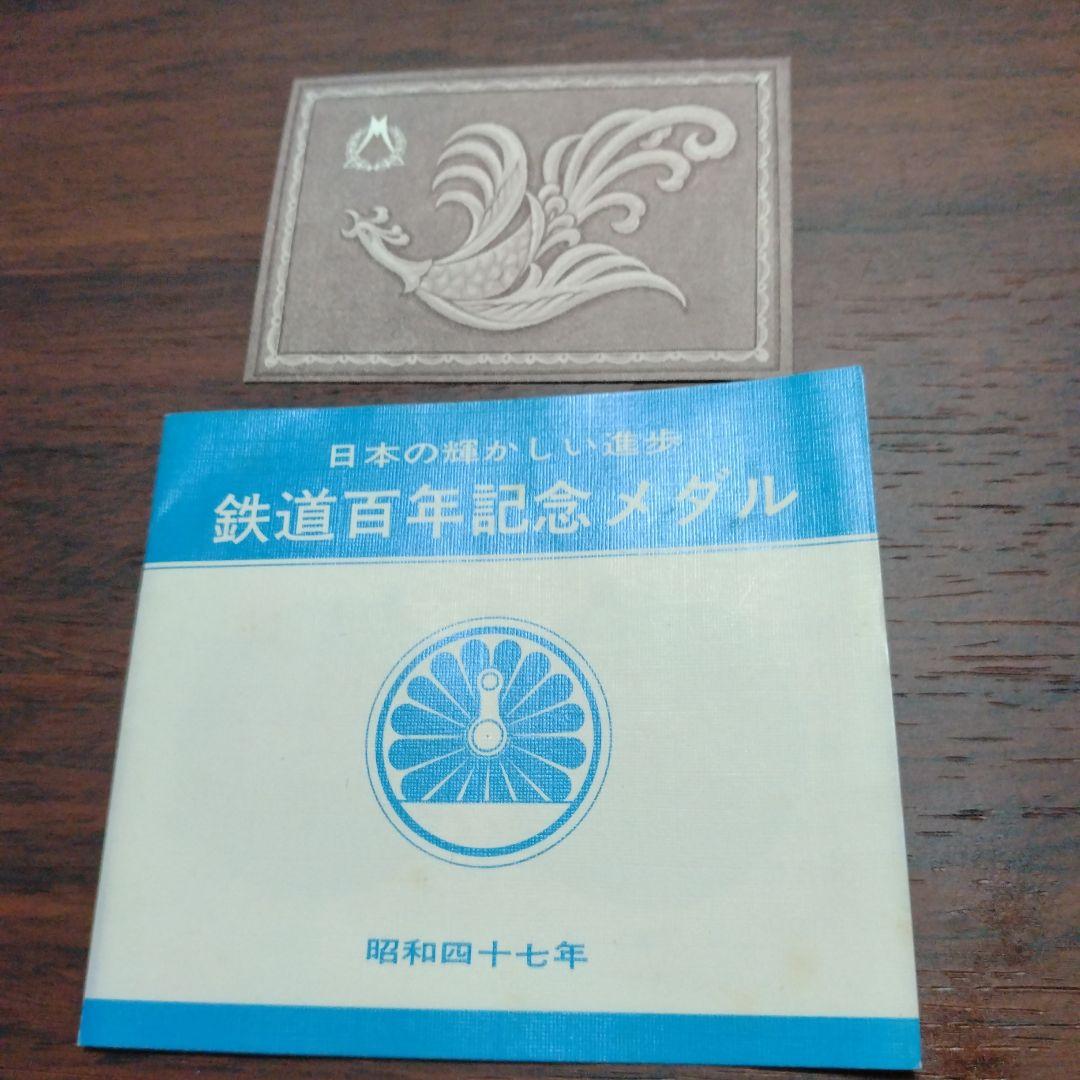 日本の輝かしい進歩
鉄道百年記念メダル
昭和四十七年